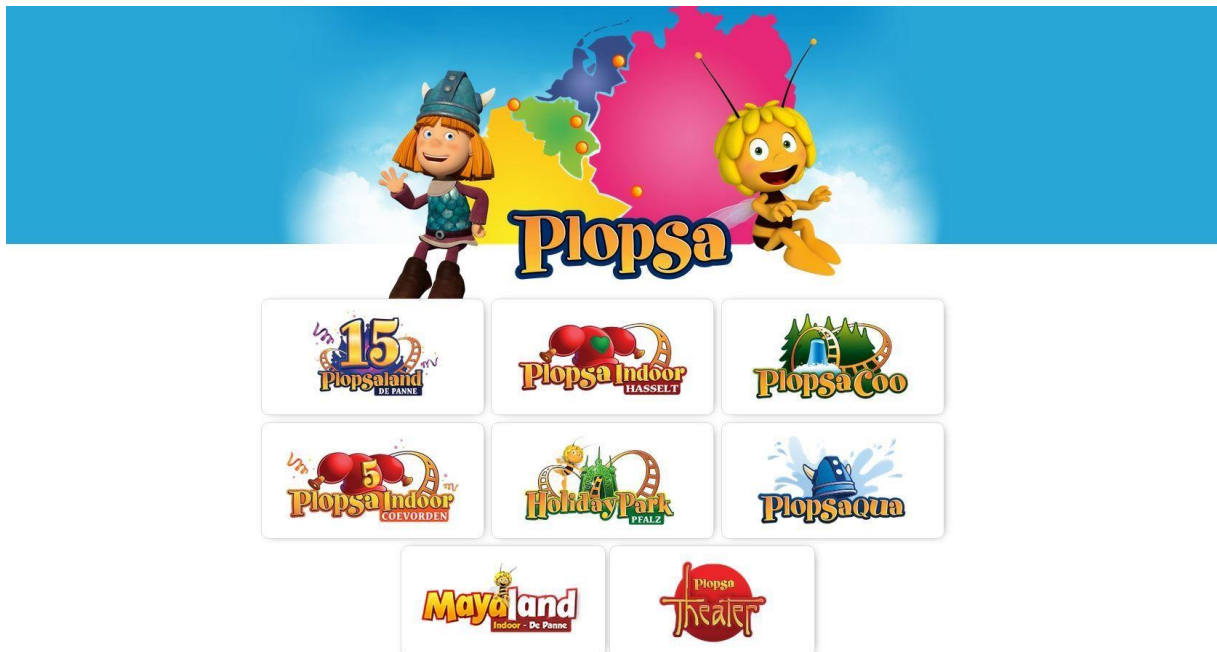 Plopsa
15
Plopsaland
DE PANNE
Plopsa Indoor
HASSELT
Plopsa Coo
5
Plopsa Indoor
COEVORDEN
Holiday Park
PFALZ
Plopsaqua
Mayaland
Indoor - De Panne
Plopsa
Theater